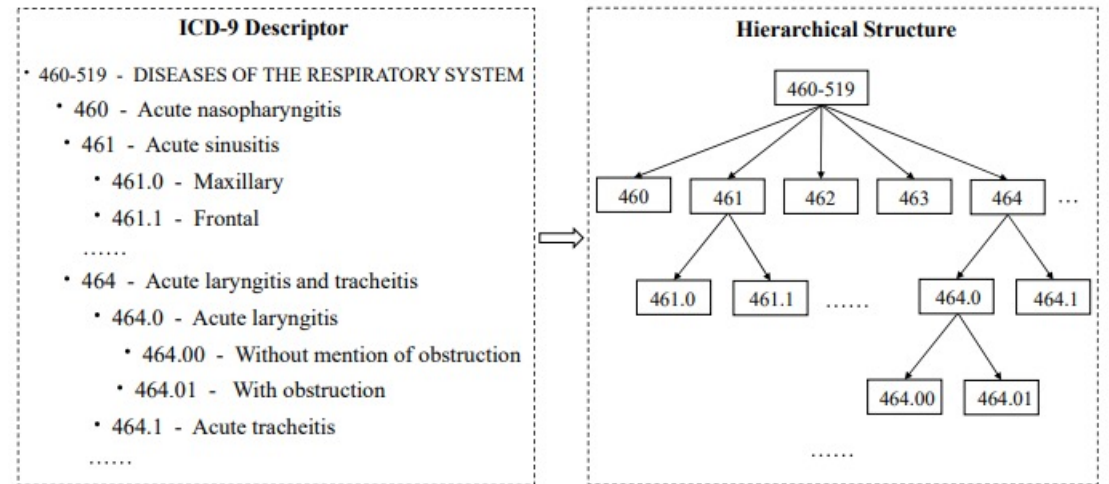 ICD-9 Descriptor
· 460-519 - DISEASES OF THE RESPIRATORY SYSTEM
· 460 - Acute nasopharyngitis
· 461 - Acute sinusitis
· 461.0 - Maxillary
· 461.1 - Frontal
......
· 464 - Acute laryngitis and tracheitis
· 464.0 - Acute laryngitis
· 464.00 - Without mention of obstruction
· 464.01 - With obstruction
· 464.1 - Acute tracheitis
......
Hierarchical Structure
460-519
460 461 462 463 464 ...
461.0 461.1 ...... 464.0 464.1
464.00 464.01
......